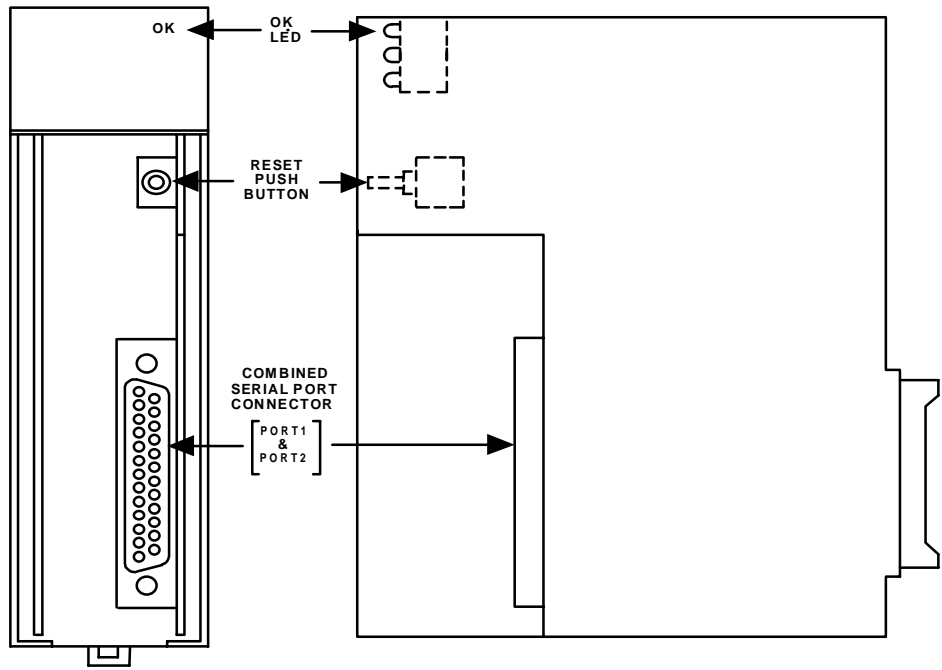 OK
OK
LED
RESET
PUSH
BUTTON
COMBINED
SERIAL PORT
CONNECTOR
PORT1
&
PORT2